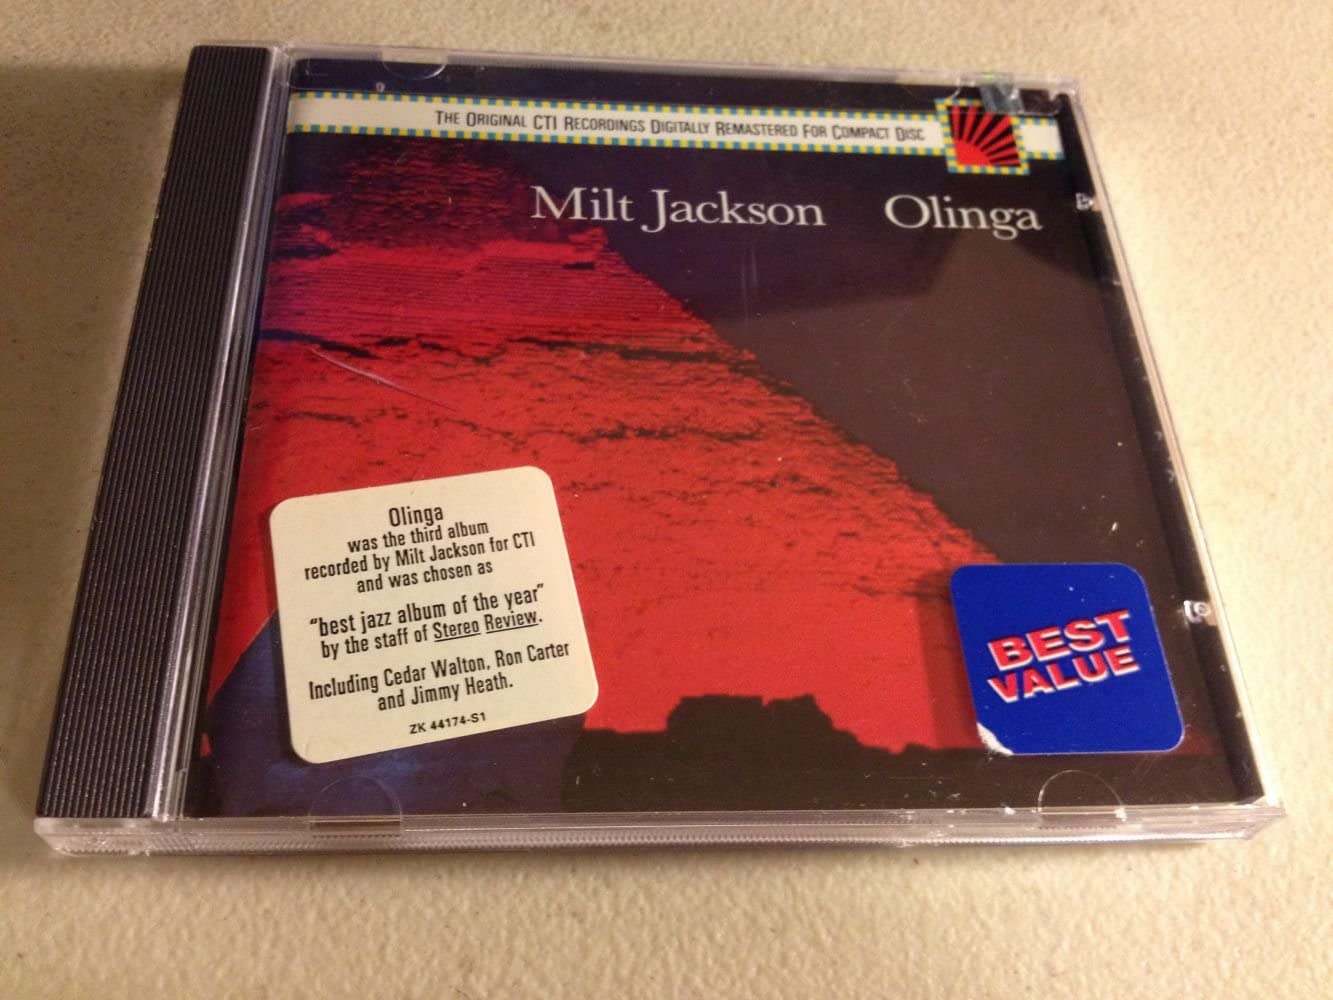 THE ORIGINAL CTI RECORDINGS DIGITALLY REMASTERED FOR COMPACT DISC
Milt Jackson Olinga
Olinga
was the third album
recorded by Milt Jackson for CTI
and was chosen as
"best jazz album of the year"
by the staff of Stereo Review.
Including Cedar Walton, Ron Carter
and Jimmy Heath.
ZK 44174-S1
BEST
VALUE